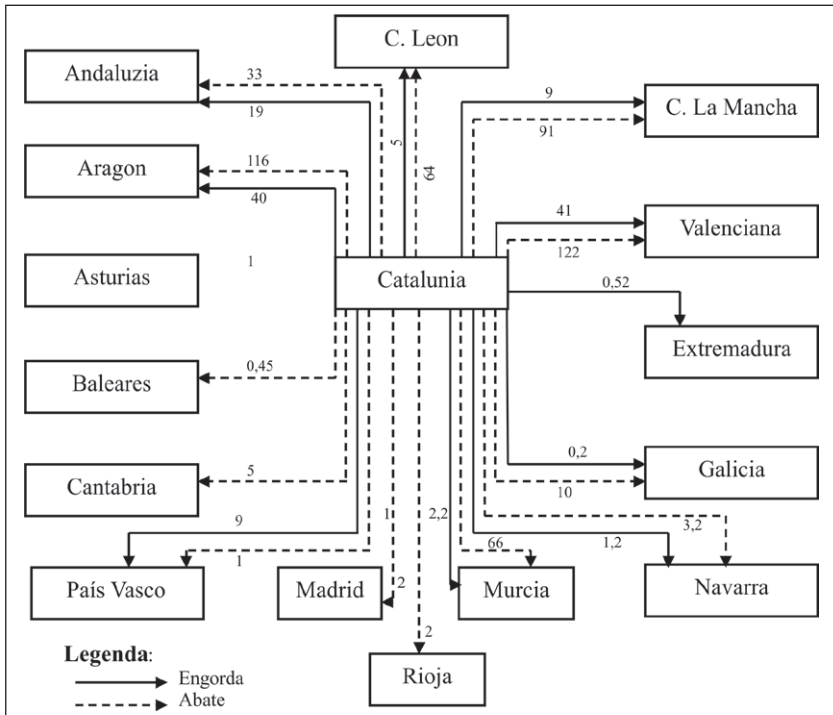 C. Leon
Andaluzia
33
19
9
91
C. La Mancha
5
64
Aragon
116
40
41
122
Valenciana
Asturias
1
Catalunia
0,52
Extremadura
Baleares
0,45
Cantabria
5
0,2
10
Galicia
9
1
1
2,2
66
1,2
3,2
País Vasco
Madrid
2
Murcia
Navarra
2
Rioja
Legenda:
Engorda
Abate